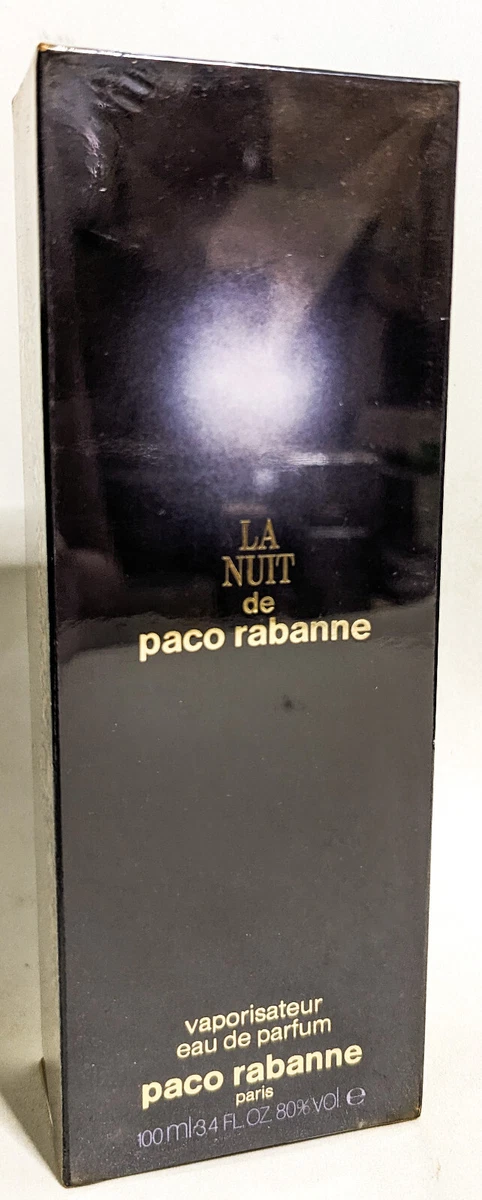 LA
NUIT
de
paco rabanne
vaporisateur
eau de parfum
paco rabanne
paris
100 ml 3.4 FL. OZ. 80% vol. ℮